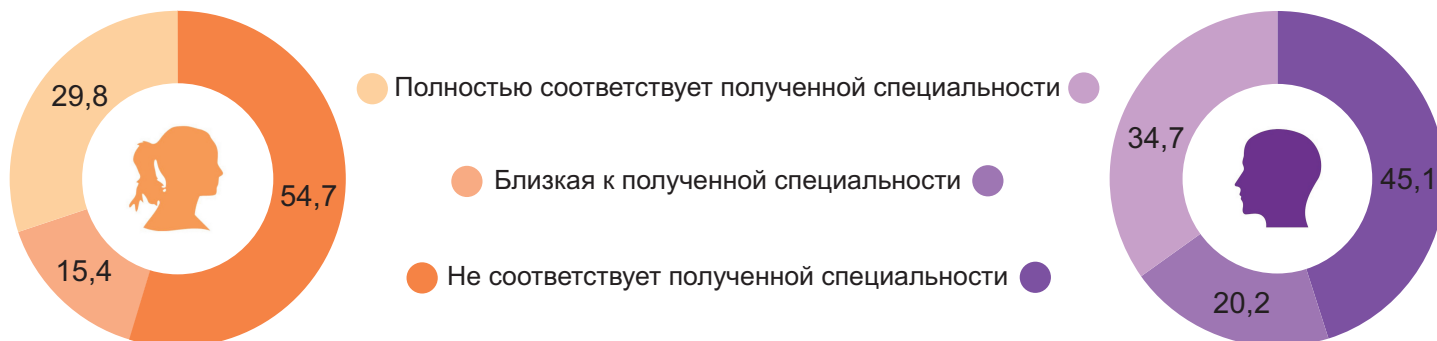 29,8
Полностью соответствует полученной специальности
34,7
54,7
Близкая к полученной специальности
45,1
15,4
Не соответствует полученной специальности
20,2